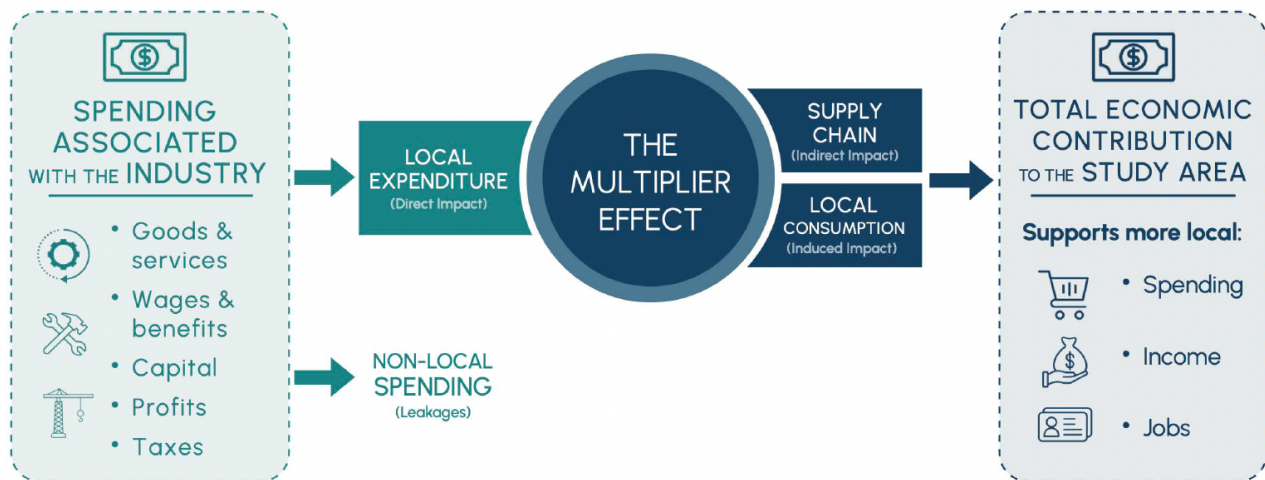 SPENDING
ASSOCIATED
WITH THE INDUSTRY
• Goods &
services
• Wages &
benefits
• Capital
• Profits
• Taxes
LOCAL
EXPENDITURE
(Direct Impact)
NON-LOCAL
SPENDING
(Leakages)
THE
MULTIPLIER
EFFECT
SUPPLY
CHAIN
(Indirect Impact)
LOCAL
CONSUMPTION
(Induced Impact)
TOTAL ECONOMIC
CONTRIBUTION
TO THE STUDY AREA
Supports more local:
• Spending
• Income
• Jobs